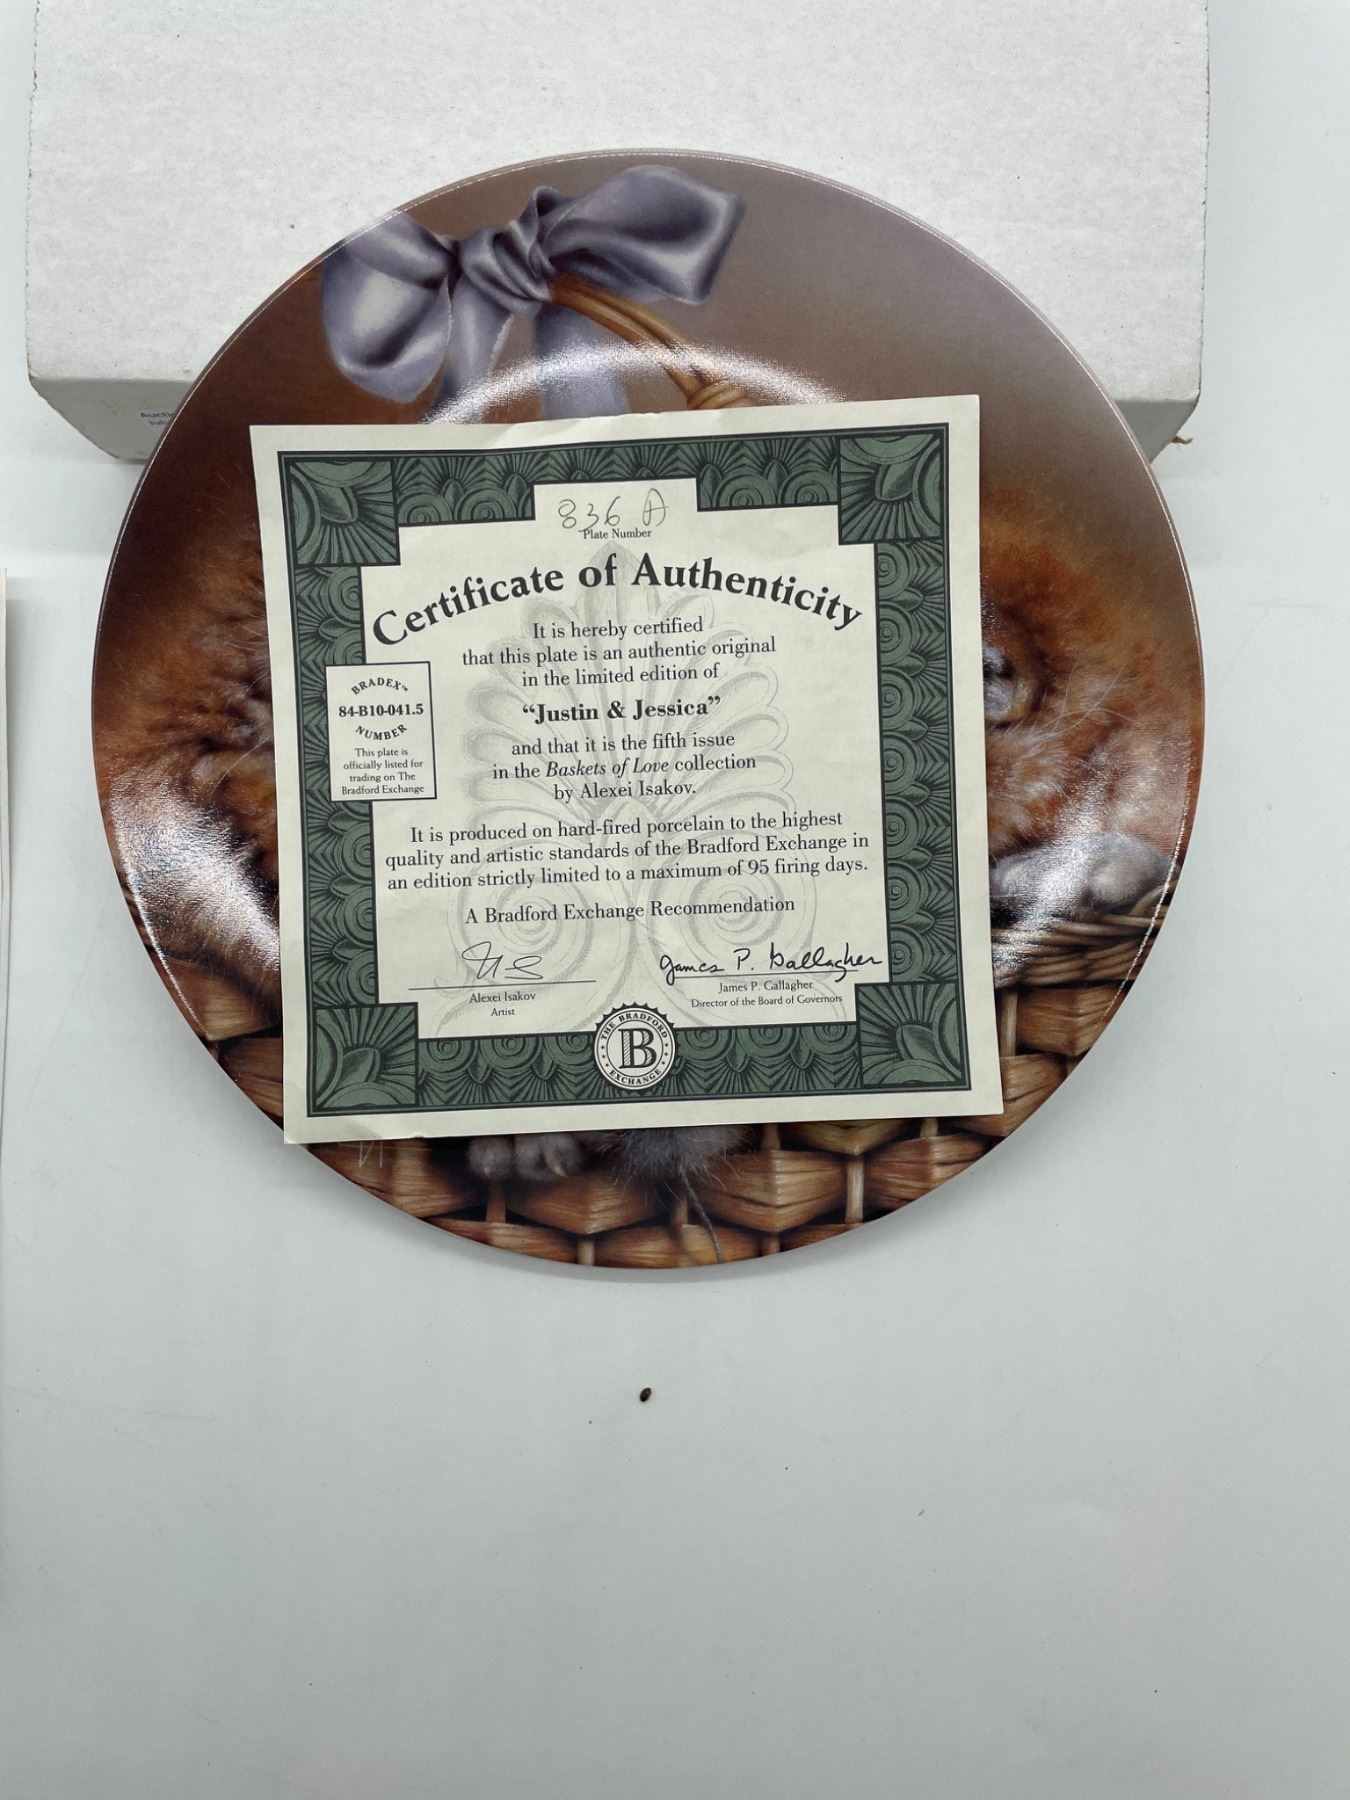 836 A
Plate Number
Certificate of Authenticity
It is hereby certified
that this plate is an authentic original
in the limited edition of
“Justin & Jessica”
and that it is the fifth issue
in the Baskets of Love collection
by Alexei Isakov.
BRADEX™
84-B10-041.5
NUMBER
This plate is
officially listed for
trading on The
Bradford Exchange
It is produced on hard-fired porcelain to the highest
quality and artistic standards of the Bradford Exchange in
an edition strictly limited to a maximum of 95 firing days.
A Bradford Exchange Recommendation
James P. Gallagher
Alexei Isakov
Artist
James P. Gallagher
Director of the Board of Governors
THE BRADFORD
B
EXCHANGE